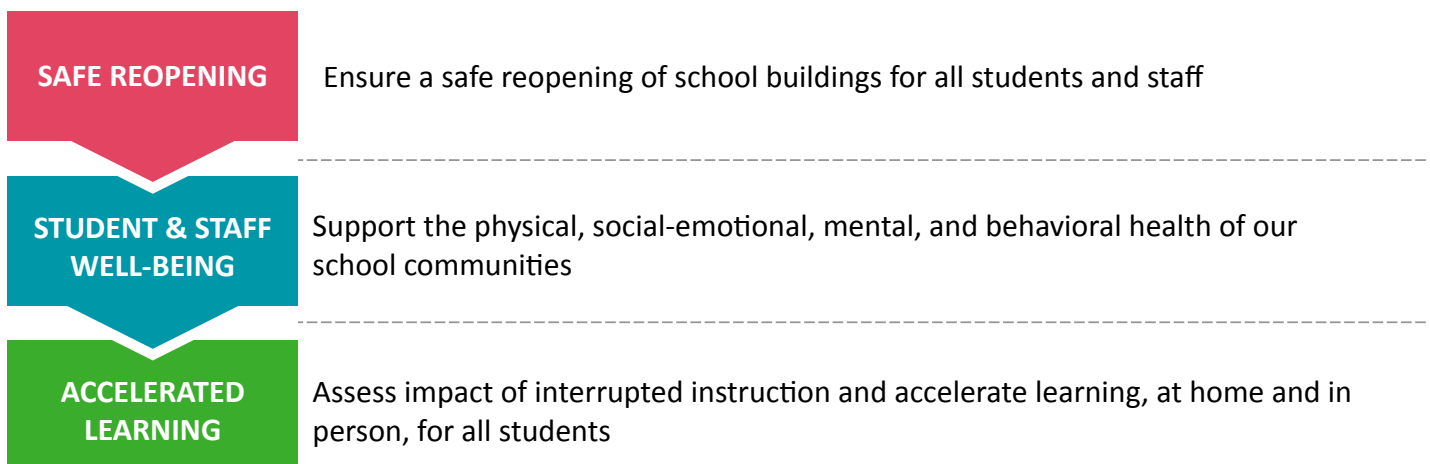 SAFE REOPENING
Ensure a safe reopening of school buildings for all students and staff
STUDENT & STAFF
WELL-BEING
Support the physical, social-emotional, mental, and behavioral health of our
school communities
ACCELERATED
LEARNING
Assess impact of interrupted instruction and accelerate learning, at home and in
person, for all students